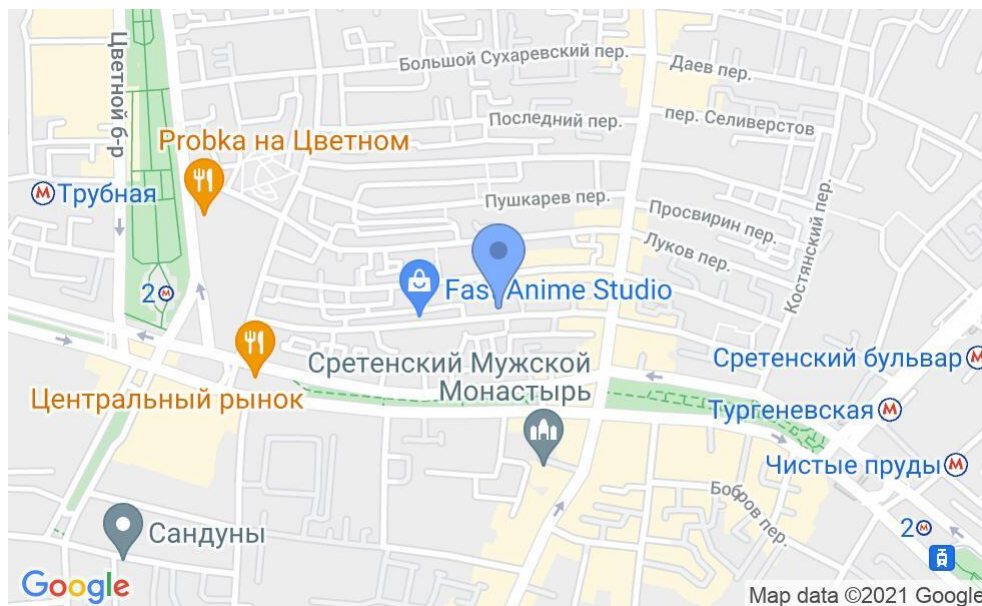 Цветной б-р
Большой Сухаревский пер.
Даев пер.
Последний пер.
пер. Селиверстов
Probka на Цветном
Трубная
Пушкарев пер.
Просвирин пер.
Луков пер.
Костянский пер.
2
Fast Anime Studio
Сретенский Мужской
Монастырь
Сретенский бульвар
Центральный рынок
Тургеневская
Чистые пруды
Бобров пер.
Сандуны
2
Google
Map data ©2021 Google